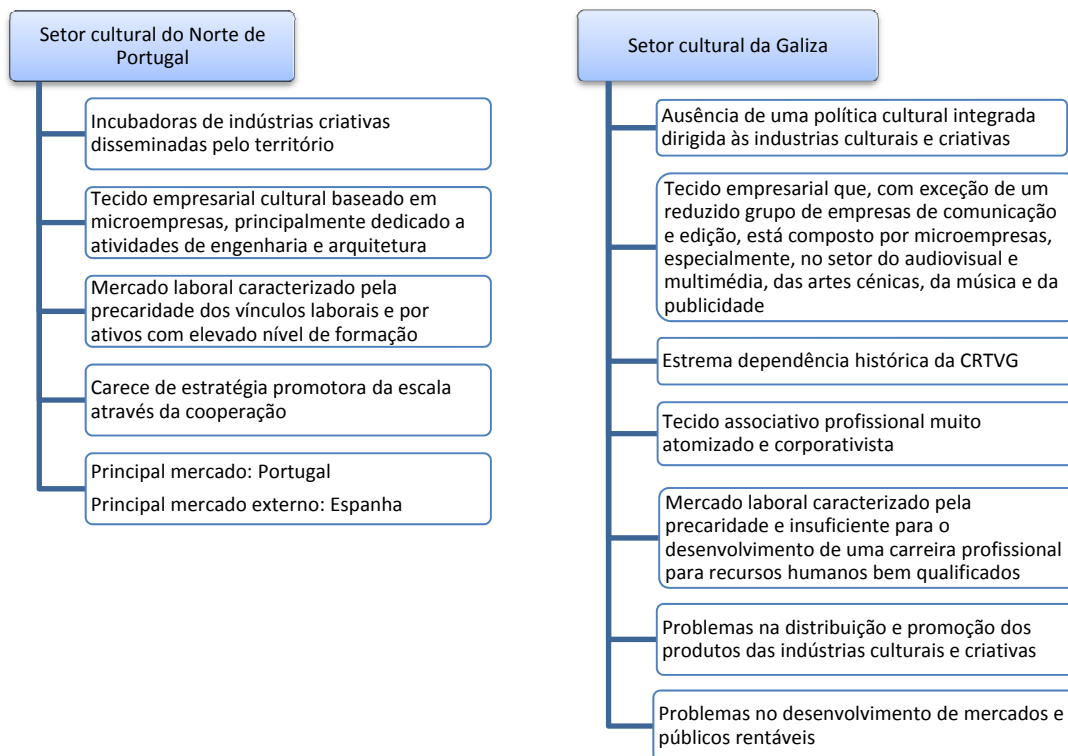 Setor cultural do Norte de
Portugal
Incubadoras de indústrias criativas
disseminadas pelo território
Tecido empresarial cultural baseado em
microempresas, principalmente dedicado a
atividades de engenharia e arquitetura
Mercado laboral caracterizado pela
precaridade dos vínculos laborais e por
ativos com elevado nível de formação
Carece de estratégia promotora da escala
através da cooperação
Principal mercado: Portugal
Principal mercado externo: Espanha
Setor cultural da Galiza
Ausência de uma política cultural integrada
dirigida às industrias culturais e criativas
Tecido empresarial que, com exceção de um
reduzido grupo de empresas de comunicação
e edição, está composto por microempresas,
especialmente, no setor do audiovisual e
multimédia, das artes cénicas, da música e da
publicidade
Estrema dependência histórica da CRTVG
Tecido associativo profissional muito
atomizado e corporativista
Mercado laboral caracterizado pela
precaridade e insuficiente para o
desenvolvimento de uma carreira profissional
para recursos humanos bem qualificados
Problemas na distribuição e promoção dos
produtos das indústrias culturais e criativas
Problemas no desenvolvimento de mercados e
públicos rentáveis